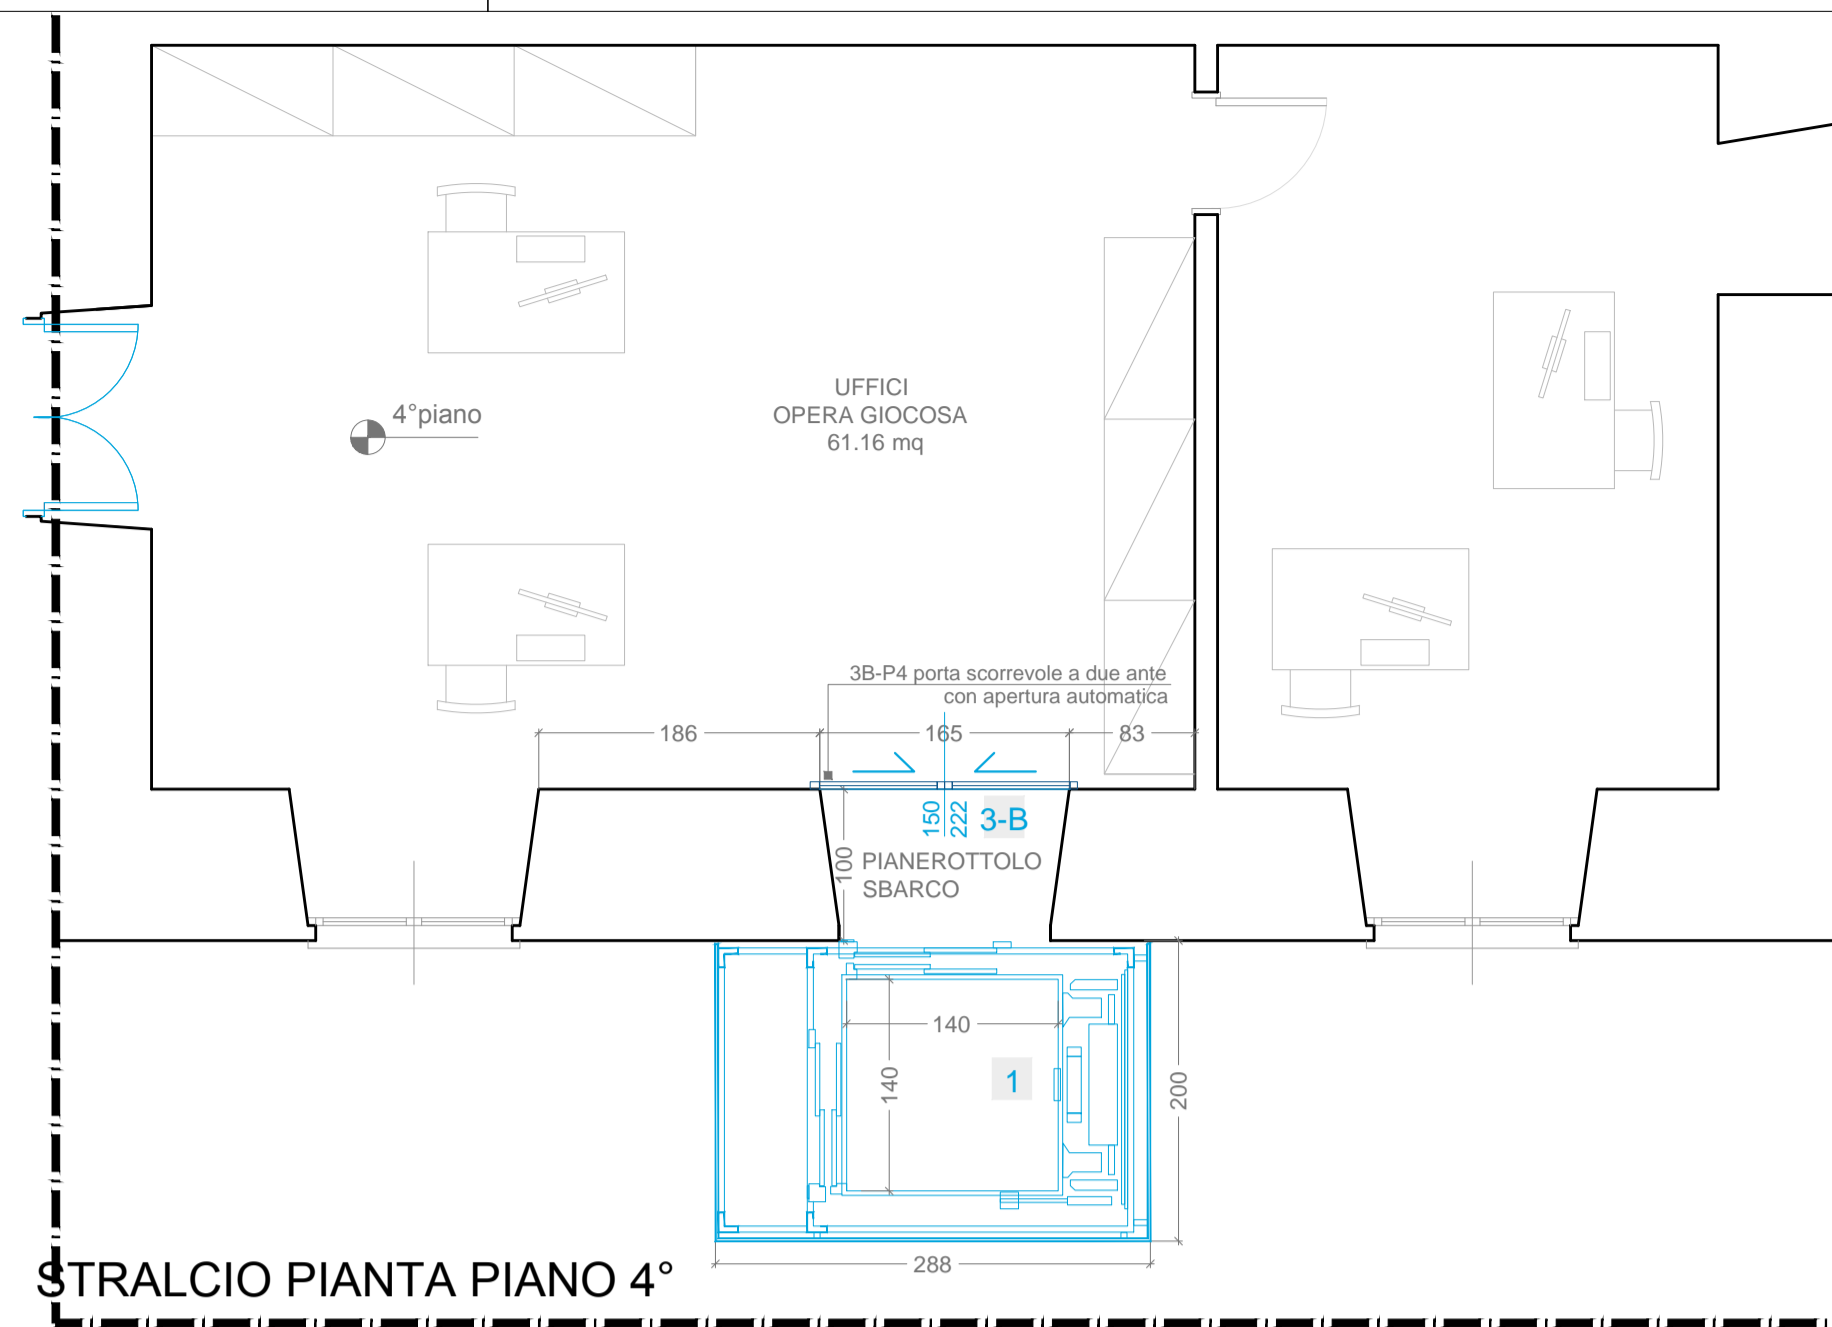 UFFICI
OPERA GIOCOSA
61.16 mq
4°piano
3B-P4 porta scorrevole a due ante
con apertura automatica
186
165
83
150
222
3-B
100
PIANEROTTOLO
SBARCO
140
140
1
200
288
STRALCIO PIANTA PIANO 4°